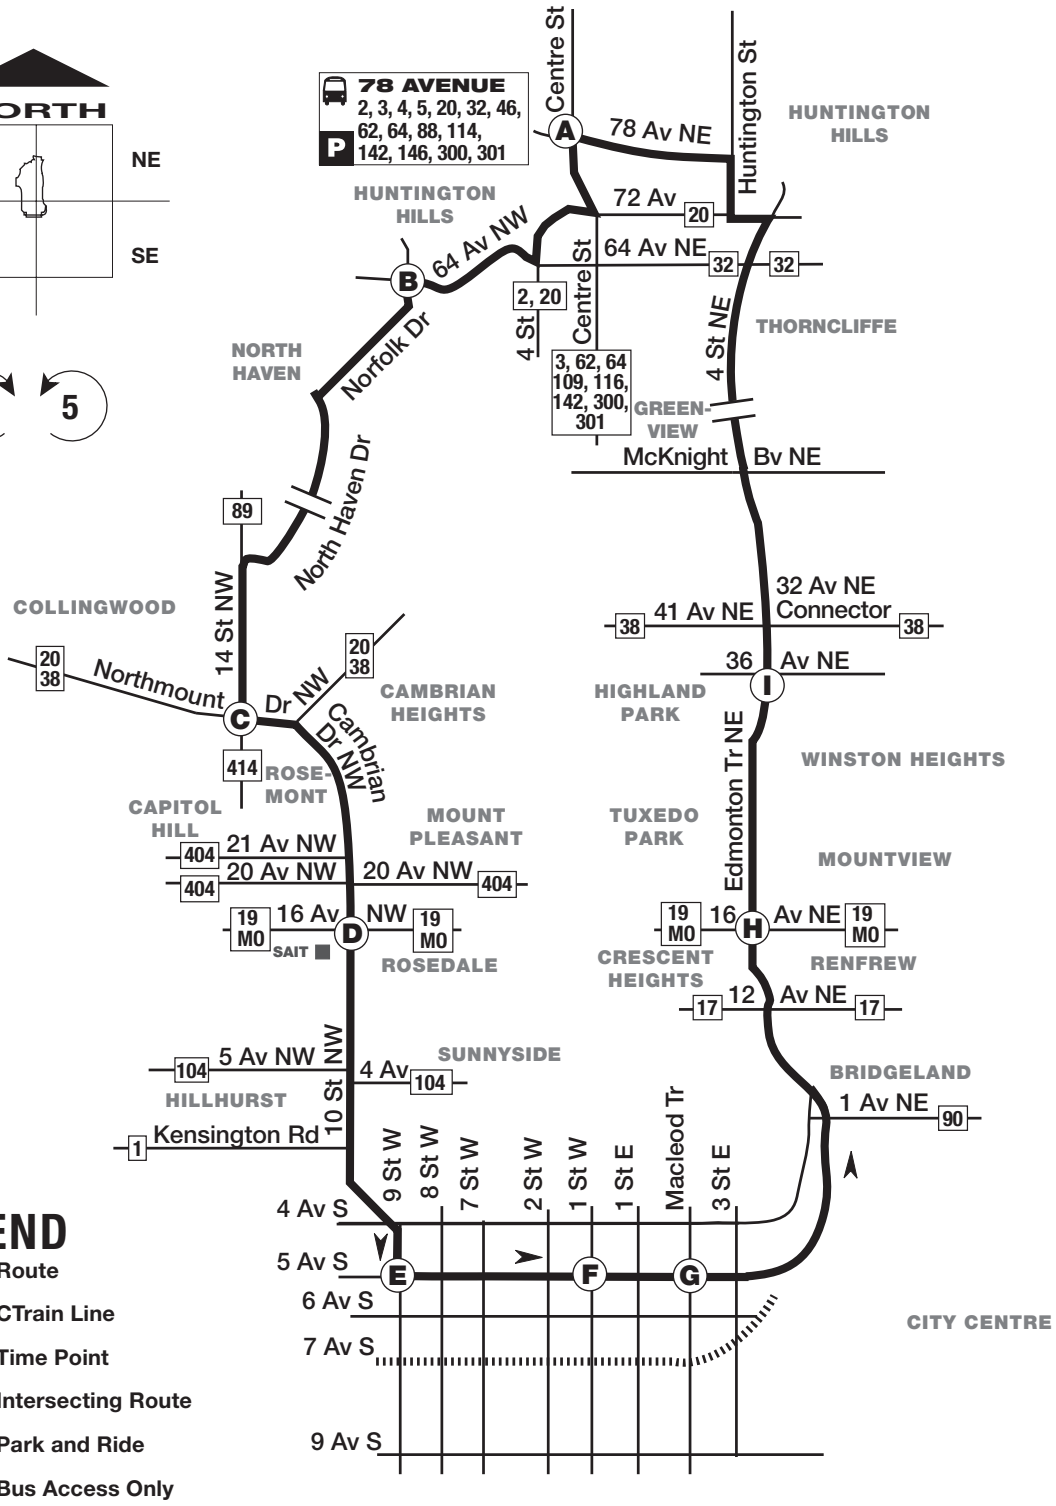 ORTH
NE
SE
5
78 AVENUE
2, 3, 4, 5, 20, 32, 46,
62, 64, 88, 114,
142, 146, 300, 301
P
Centre St
A
78 Av NE
Huntington St
HUNTINGTON
HILLS
HUNTINGTON
HILLS
72 Av
20
64 Av NW
B
64 Av NE
32
32
2, 20
4 St
Centre St
3, 62, 64
109, 116,
142, 300,
301
4 St NE
THORNCLIFFE
GREEN-
VIEW
McKnight Bv NE
NORTH
HAVEN
Norfolk Dr
North Haven Dr
89
14 St NW
COLLINGWOOD
20
38
Northmount Dr NW
C
20
38
CAMBRIAN
HEIGHTS
Cambrian
Dr NW
414
ROSE-
MONT
32 Av NE
Connector
38
41 Av NE
38
36 Av NE
I
HIGHLAND
PARK
Edmonton Tr NE
WINSTON HEIGHTS
CAPITOL
HILL
MOUNT
PLEASANT
TUXEDO
PARK
MOUNTVIEW
404
21 Av NW
404
20 Av NW
20 Av NW
404
19
MO
16 Av NW
D
19
MO
SAIT
ROSEDALE
19
MO
16 Av NE
H
19
MO
CRESCENT
HEIGHTS
RENFREW
17
12 Av NE
17
10 St NW
104
5 Av NW
4 Av
104
SUNNYSIDE
HILLHURST
1
Kensington Rd
BRIDGELAND
1 Av NE
90
9 St W
8 St W
7 St W
2 St W
1 St W
1 St E
Macleod Tr
3 St E
4 Av S
5 Av S
E
F
G
6 Av S
7 Av S
9 Av S
CITY CENTRE
END
Route
CTrain Line
Time Point
Intersecting Route
Park and Ride
Bus Access Only